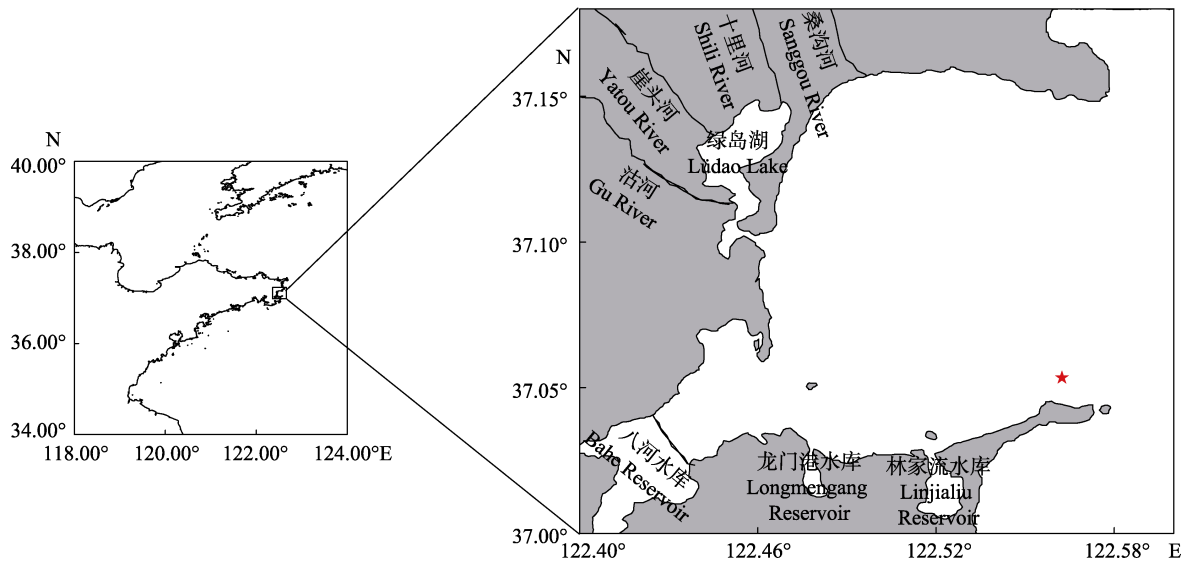 N
40.00°
38.00°
36.00°
34.00°
118.00°
120.00°
122.00°
124.00°E
N
37.15°
37.10°
37.05°
37.00°
122.40°
122.46°
122.52°
122.58°
E
十里河
Shili River
桑沟河
Sanggou River
崖头河
Yatou River
绿岛湖
Lüdao Lake
沽河
Gu River
八河水库
Bahe Reservoir
龙门港水库
Longmengang
Reservoir
林家流水库
Linjialiu
Reservoir